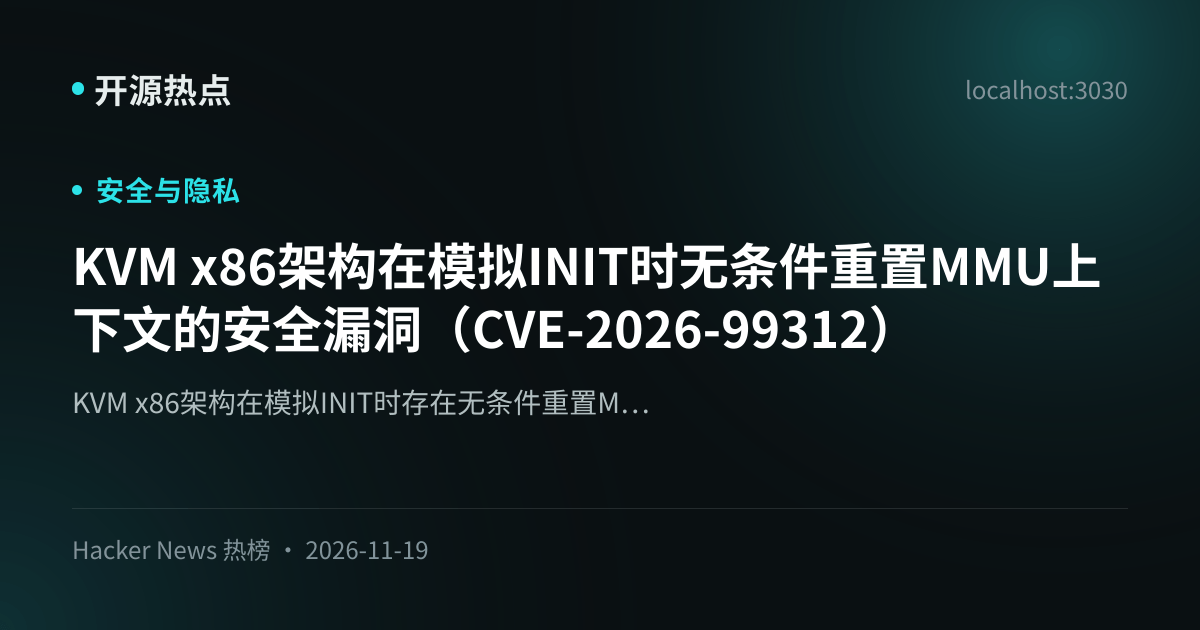 开源热点
localhost:3030
安全与隐私
KVM x86架构在模拟INIT时无条件重置MMU上
下文的安全漏洞（CVE-2026-99312）
KVM x86架构在模拟INIT时存在无条件重置M…
Hacker News 热榜 · 2026-11-19